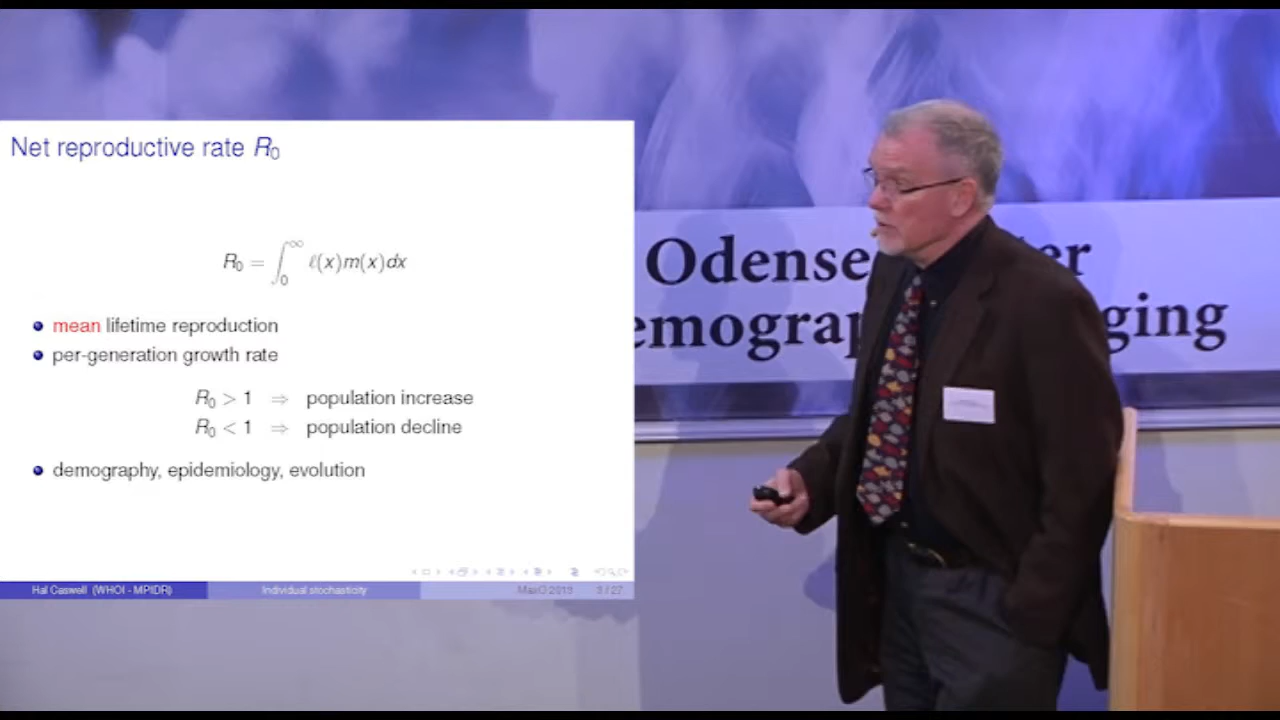 Net reproductive rate R₀
R₀ = ∫₀^∞ ℓ(x)m(x)dx
mean lifetime reproduction
per-generation growth rate
R₀ > 1 ⇒ population increase
R₀ < 1 ⇒ population decline
demography, epidemiology, evolution
Hal Caswell (WHOI - MPIDR) Individual stochasticity MaxO 2013 3 / 27
Odense
emograp ging